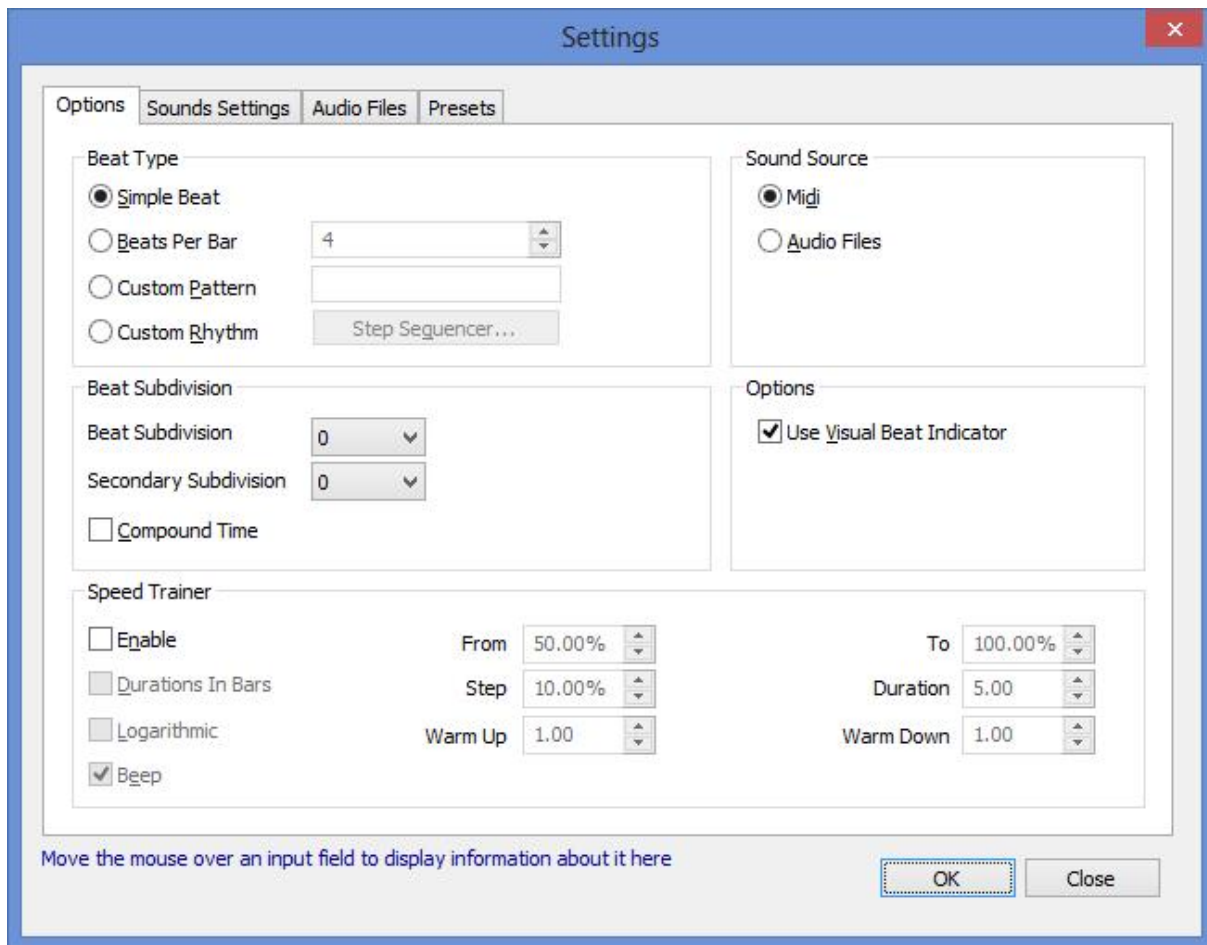 Settings
Options Sounds Settings Audio Files Presets
Beat Type
Simple Beat
Beats Per Bar 4
Custom Pattern
Custom Rhythm Step Sequencer...
Sound Source
Midi
Audio Files
Beat Subdivision
Beat Subdivision 0
Secondary Subdivision 0
Compound Time
Options
Use Visual Beat Indicator
Speed Trainer
Enable From 50.00% To 100.00%
Durations In Bars Step 10.00% Duration 5.00
Logarithmic Warm Up 1.00 Warm Down 1.00
Beep
Move the mouse over an input field to display information about it here
OK Close